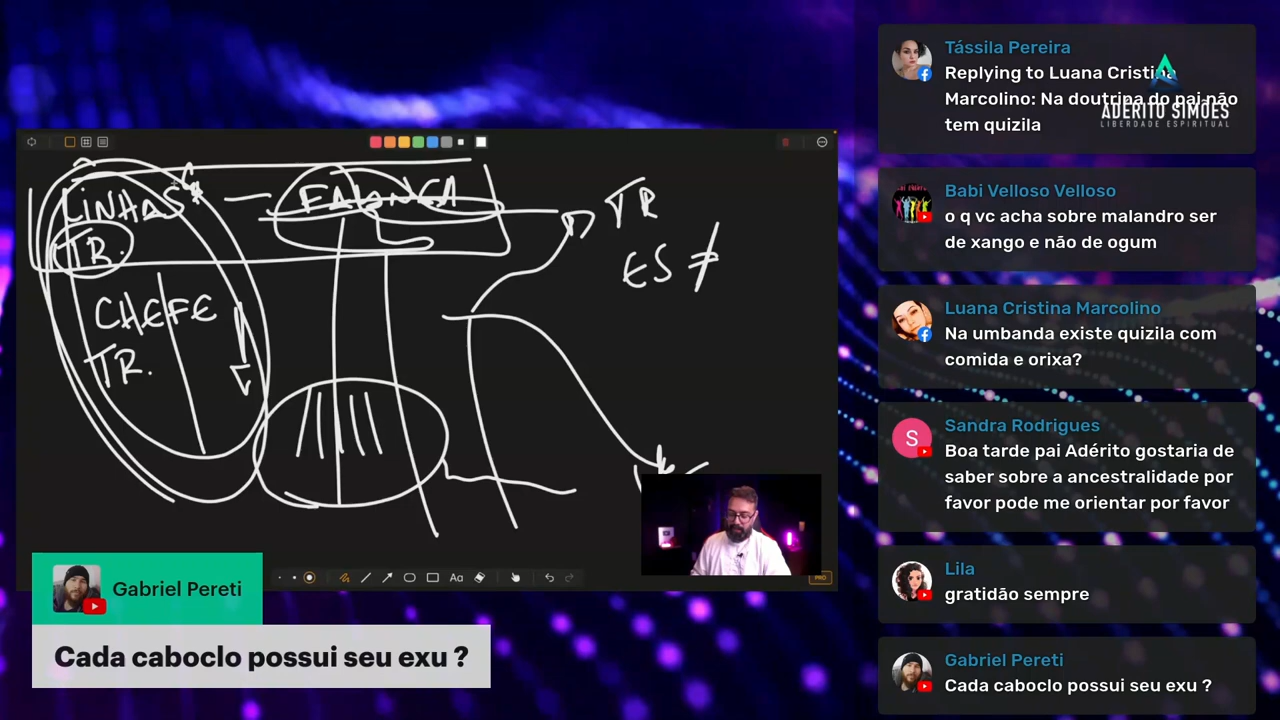 LINHAS - FALANGA
TR.
CHEFE
TR.
TR
ES ≠
Aa
PRO
Gabriel Pereti
Cada caboclo possui seu exu ?
Tássila Pereira
Replying to Luana Cristina
Marcolino: Na doutrina do pai não
tem quizila
ADÉRITO SIMÕES
LIBERDADE ESPIRITUAL
Babi Velloso Velloso
o q vc acha sobre malandro ser
de xango e não de ogum
Luana Cristina Marcolino
Na umbanda existe quizila com
comida e orixa?
S
Sandra Rodrigues
Boa tarde pai Adérito gostaria de
saber sobre a ancestralidade por
favor pode me orientar por favor
Lila
gratidão sempre
Gabriel Pereti
Cada caboclo possui seu exu ?